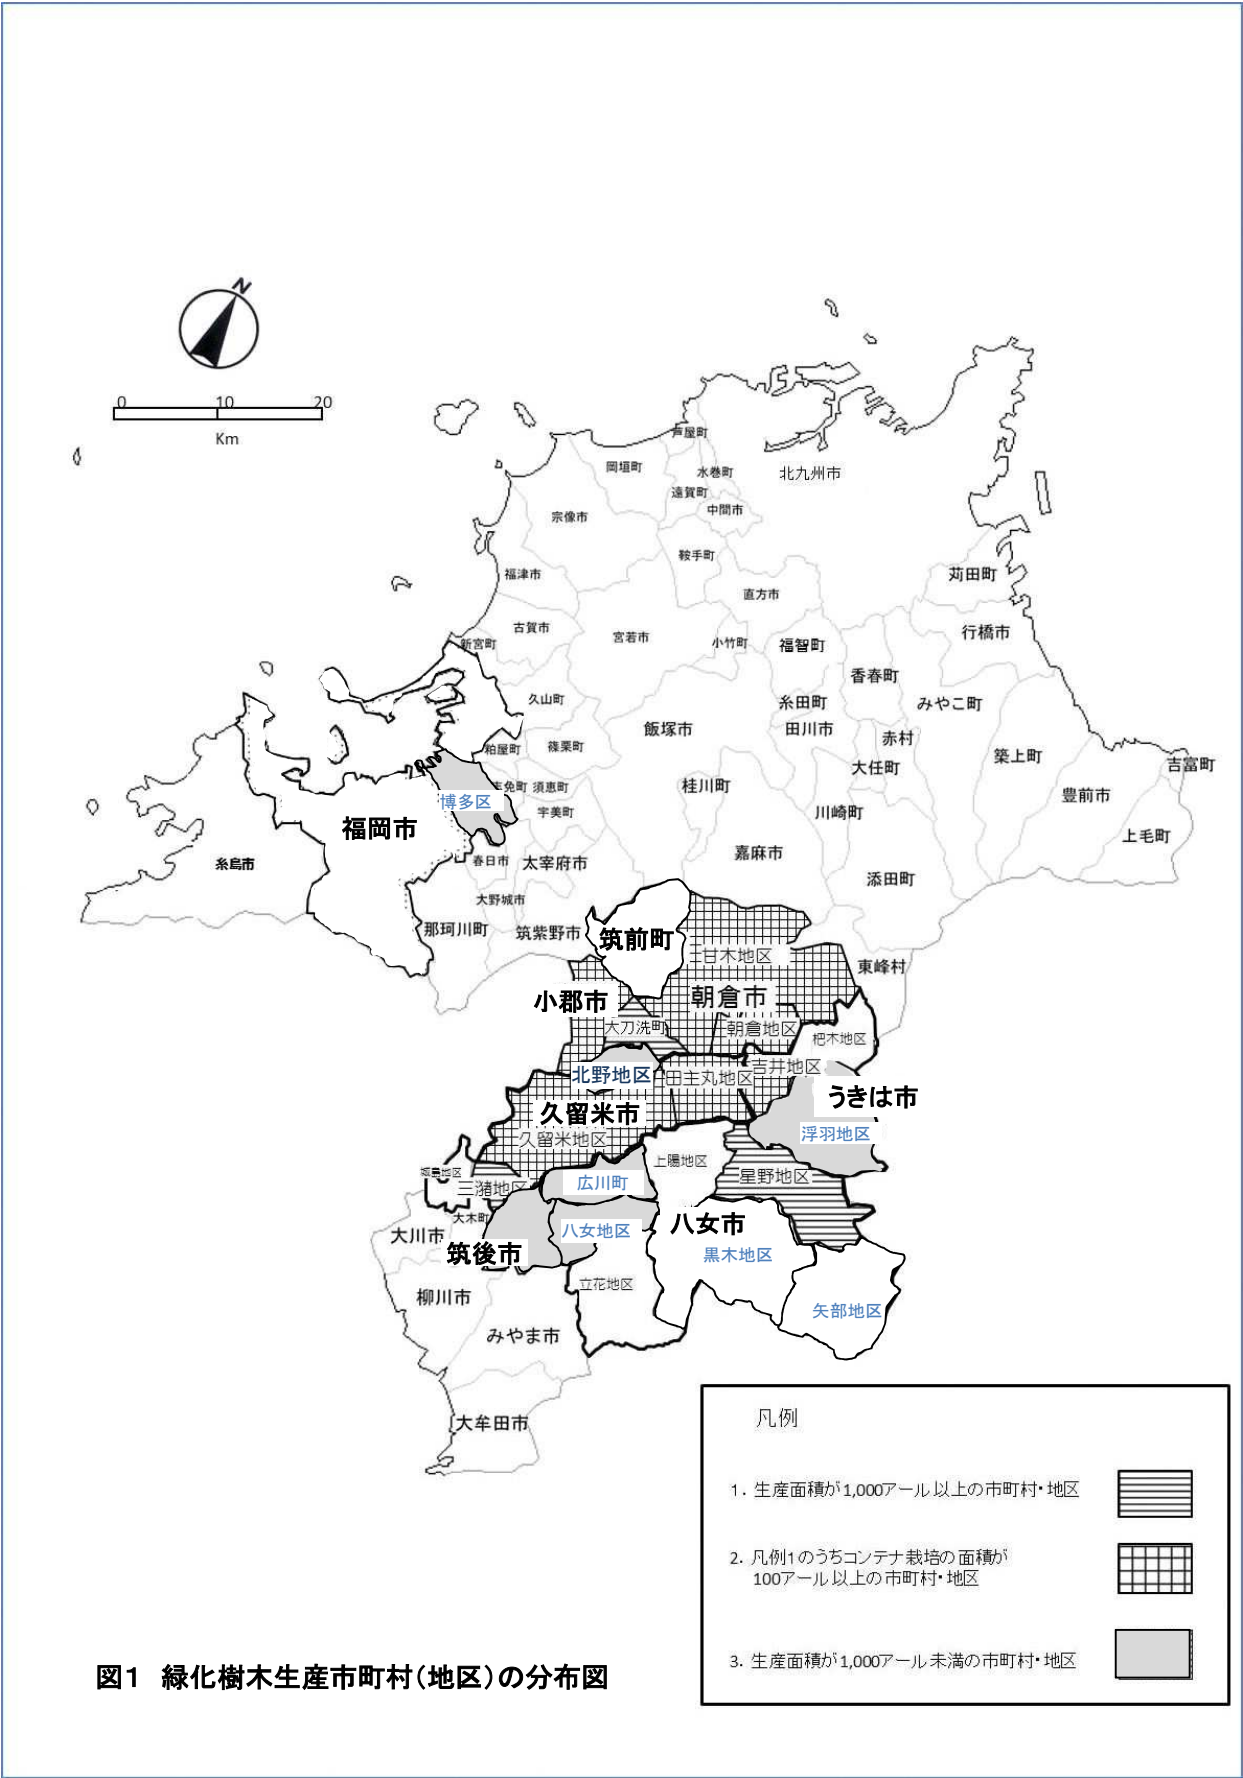 N
0 10 20
Km
芦屋町
岡垣町
水巻町
北九州市
遠賀町
中間市
宗像市
鞍手町
福津市
苅田町
直方市
古賀市
宮若市
小竹町
福智町
行橋市
新宮町
香春町
久山町
糸田町
みやこ町
飯塚市
田川市
赤村
粕屋町
篠栗町
築上町
大任町
吉富町
免町
須恵町
桂川町
豊前市
博多区
宇美町
川崎町
福岡市
上毛町
糸島市
春日市
太宰府市
嘉麻市
添田町
大野城市
那珂川町
筑紫野市
筑前町
甘木地区
東峰村
小郡市
朝倉市
大刀洗町
朝倉地区
杷木地区
北野地区
田主丸地区
吉井地区
うきは市
久留米市
久留米地区
浮羽地区
城島地区
上陽地区
三潴地区
広川町
星野地区
大木町
大川市
八女地区
八女市
筑後市
黒木地区
立花地区
柳川市
矢部地区
みやま市
大牟田市
凡例
1. 生産面積が1,000アール以上の市町村・地区
2. 凡例1のうちコンテナ栽培の面積が
100アール以上の市町村・地区
3. 生産面積が1,000アール未満の市町村・地区
図1 緑化樹木生産市町村(地区)の分布図